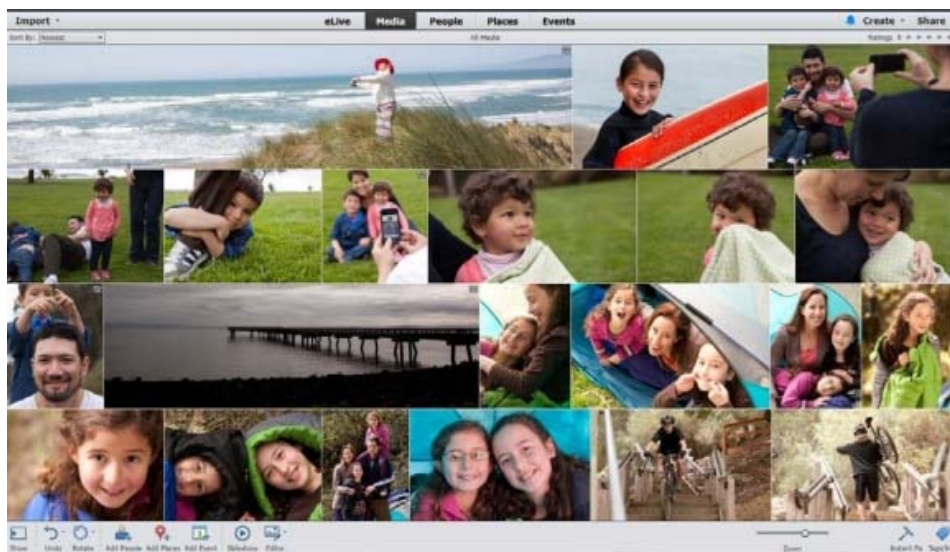 Import eLive Media People Places Events Create Share
Sort By: Newest All Media Ratings
Show Undo Rotate Add People Add Places Add Event Slideshow Editor Zoom Instant Fix